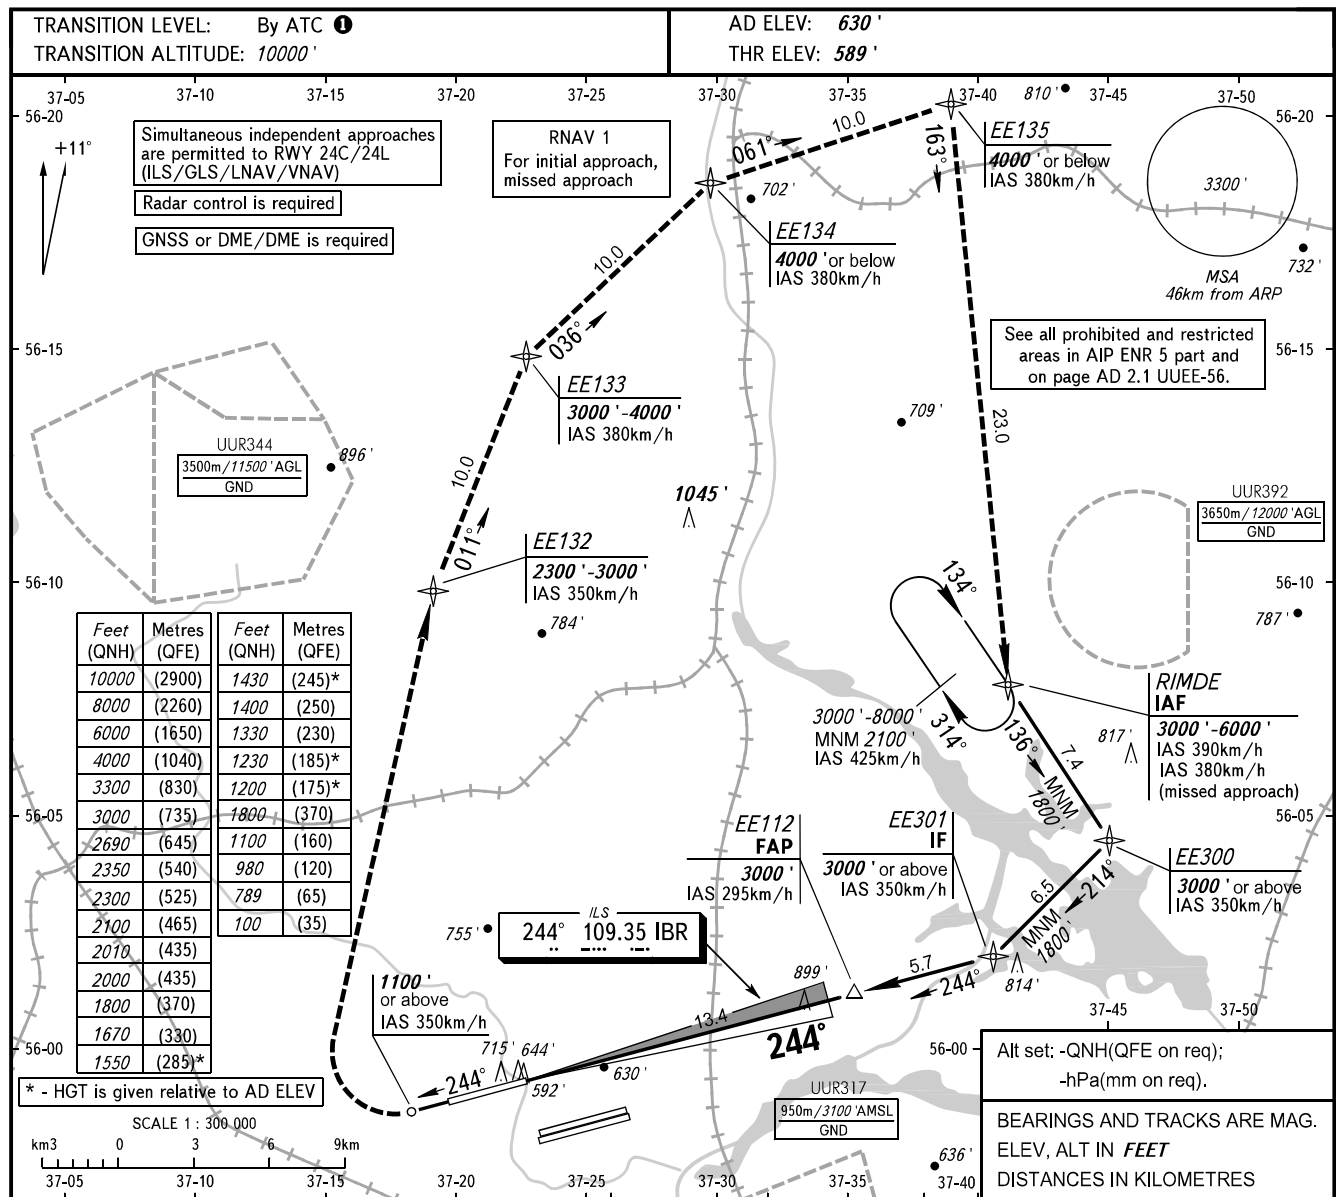 TRANSITION LEVEL: By ATC ❶
TRANSITION ALTITUDE: 10000 '
AD ELEV: 630 '
THR ELEV: 589 '
37-05 37-10 37-15 37-20 37-25 37-30 37-35 37-40 37-45 37-50
56-20
56-20
+11°
Simultaneous independent approaches
are permitted to RWY 24C/24L
(ILS/GLS/LNAV/VNAV)
Radar control is required
GNSS or DME/DME is required
RNAV 1
For initial approach,
missed approach
061°
10.0
163°
810 '
EE135
4000 ' or below
IAS 380km/h
3300 '
MSA
46km from ARP
732 '
702 '
EE134
4000 ' or below
IAS 380km/h
10.0
036°
See all prohibited and restricted
areas in AIP ENR 5 part and
on page AD 2.1 UUEE-56.
56-15
56-15
EE133
3000 '-4000 '
IAS 380km/h
709 '
23.0
UUR344
3500m/11500 'AGL
GND
896 '
10.0
011°
1045 '
UUR392
3650m/12000 'AGL
GND
EE132
2300 '-3000 '
IAS 350km/h
56-10
56-10
134°
784 '
787 '
Feet (QNH) Metres (QFE) Feet (QNH) Metres (QFE)
10000 (2900) 1430 (245)*
8000 (2260) 1400 (250)
6000 (1650) 1330 (230)
4000 (1040) 1230 (185)*
3300 (830) 1200 (175)*
3000 (735) 1800 (370)
2690 (645) 1100 (160)
2350 (540) 980 (120)
2300 (525) 789 (65)
2100 (465) 100 (35)
2010 (435)
2000 (435)
1800 (370)
1670 (330)
1550 (285)*
* - HGT is given relative to AD ELEV
RIMDE
IAF
3000 '-6000 '
IAS 390km/h
IAS 380km/h
(missed approach)
3000 '-8000 '
MNM 2100 '
IAS 425km/h
314°
136°
7.4
MNM
1800'
817 '
56-05
56-05
EE112
FAP
3000 '
IAS 295km/h
EE301
IF
3000 ' or above
IAS 350km/h
EE300
3000 ' or above
IAS 350km/h
6.5
214°
MNM
1800'
ILS
244° 109.35 IBR
755 '
899 '
5.7
244°
814 '
1100 '
or above
IAS 350km/h
13.4
244°
37-45 37-50
56-00
56-00
715 ' 644 '
244°
592 '
630 '
UUR317
950m/3100 'AMSL
GND
636 '
Alt set: -QNH(QFE on req);
-hPa(mm on req).
BEARINGS AND TRACKS ARE MAG.
ELEV, ALT IN FEET
DISTANCES IN KILOMETRES
SCALE 1 : 300 000
km3 0 3 6 9km
37-05 37-10 37-15 37-20 37-25 37-30 37-35 37-40